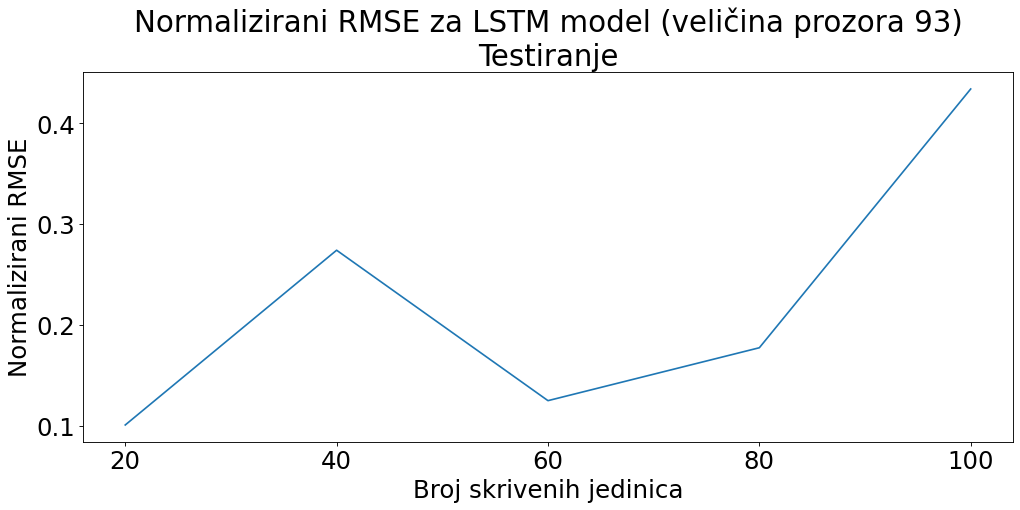 Normalizirani RMSE za LSTM model (veličina prozora 93)
Testiranje
Normalizirani RMSE
0.4
0.3
0.2
0.1
20 40 60 80 100
Broj skrivenih jedinica